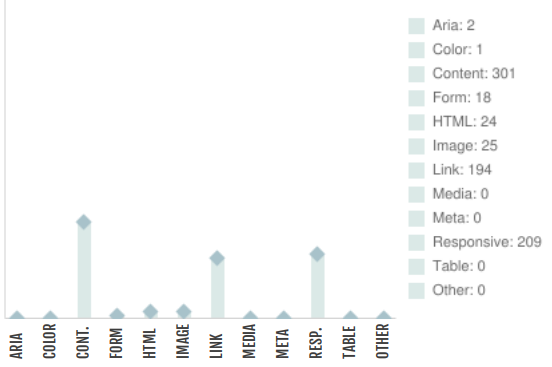 Aria: 2
Color: 1
Content: 301
Form: 18
HTML: 24
Image: 25
Link: 194
Media: 0
Meta: 0
Responsive: 209
Table: 0
Other: 0
ARIA
COLOR
CONT.
FORM
HTML
IMAGE
LINK
MEDIA
META
RESP.
TABLE
OTHER